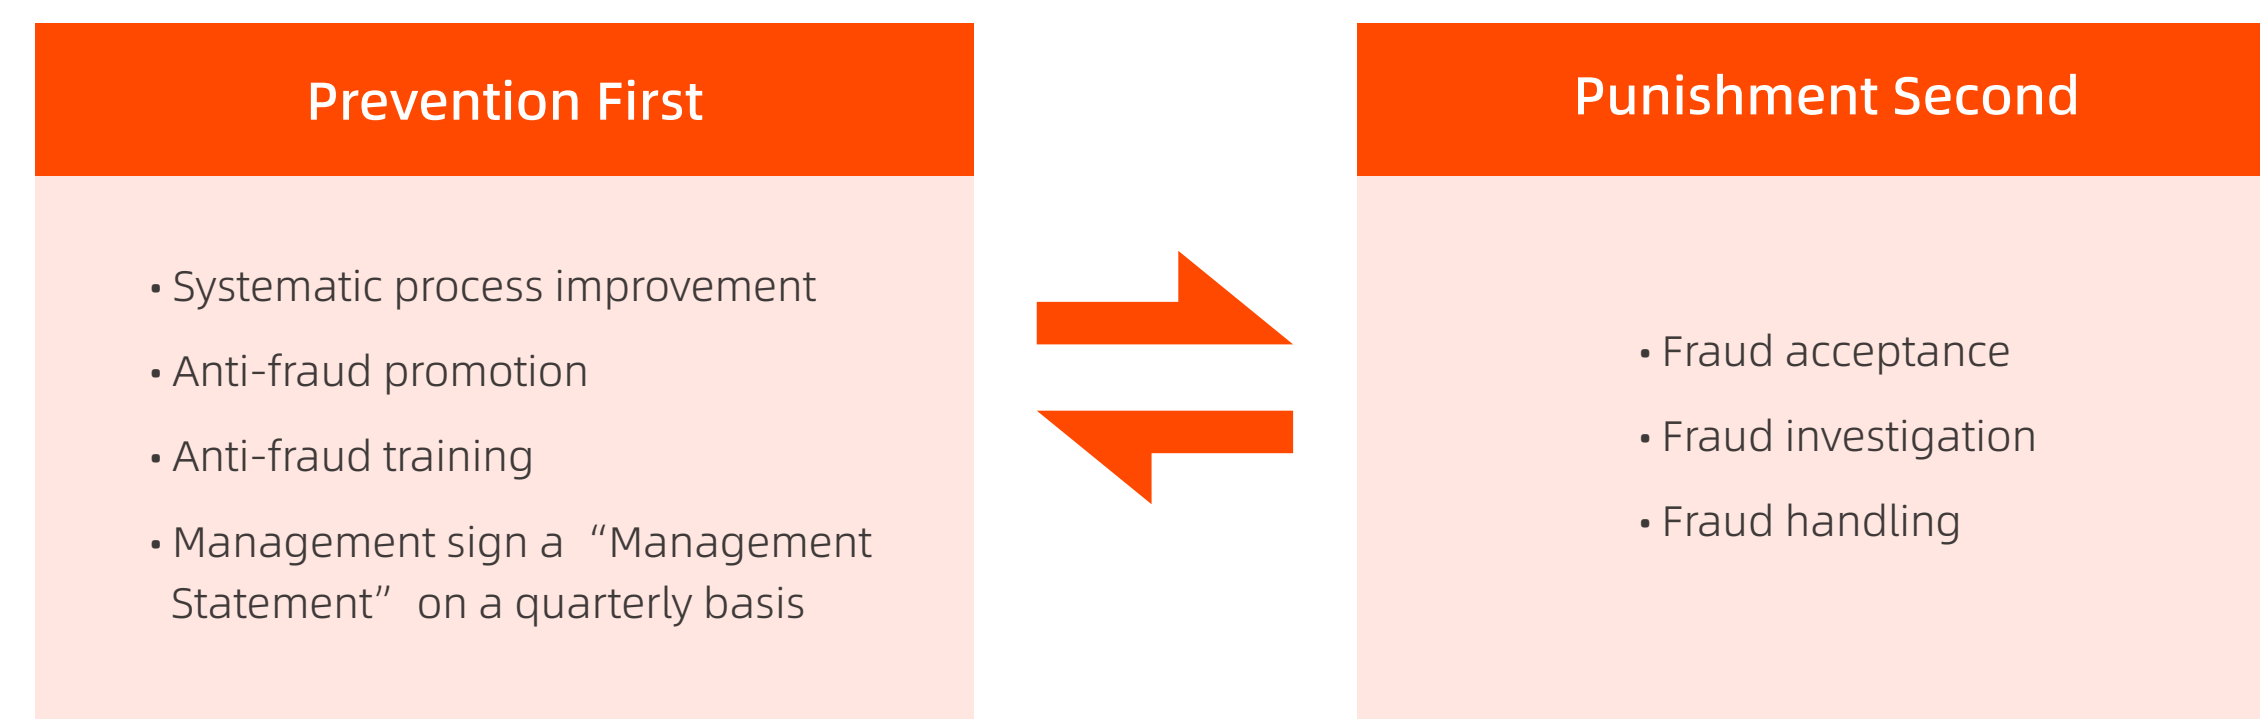 Prevention First
• Systematic process improvement
• Anti-fraud promotion
• Anti-fraud training
• Management sign a “Management
Statement” on a quarterly basis
Punishment Second
• Fraud acceptance
• Fraud investigation
• Fraud handling